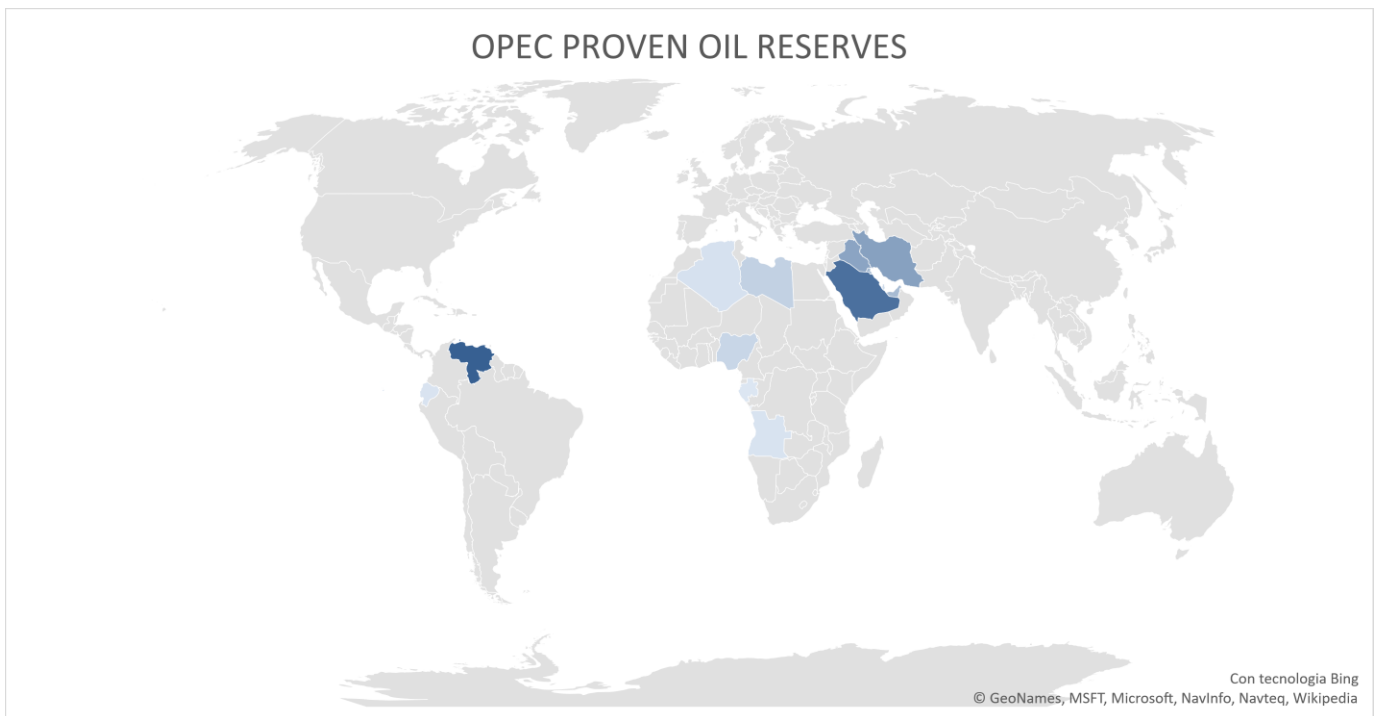 OPEC PROVEN OIL RESERVES
Con tecnologia Bing
© GeoNames, MSFT, Microsoft, NavInfo, Navteq, Wikipedia